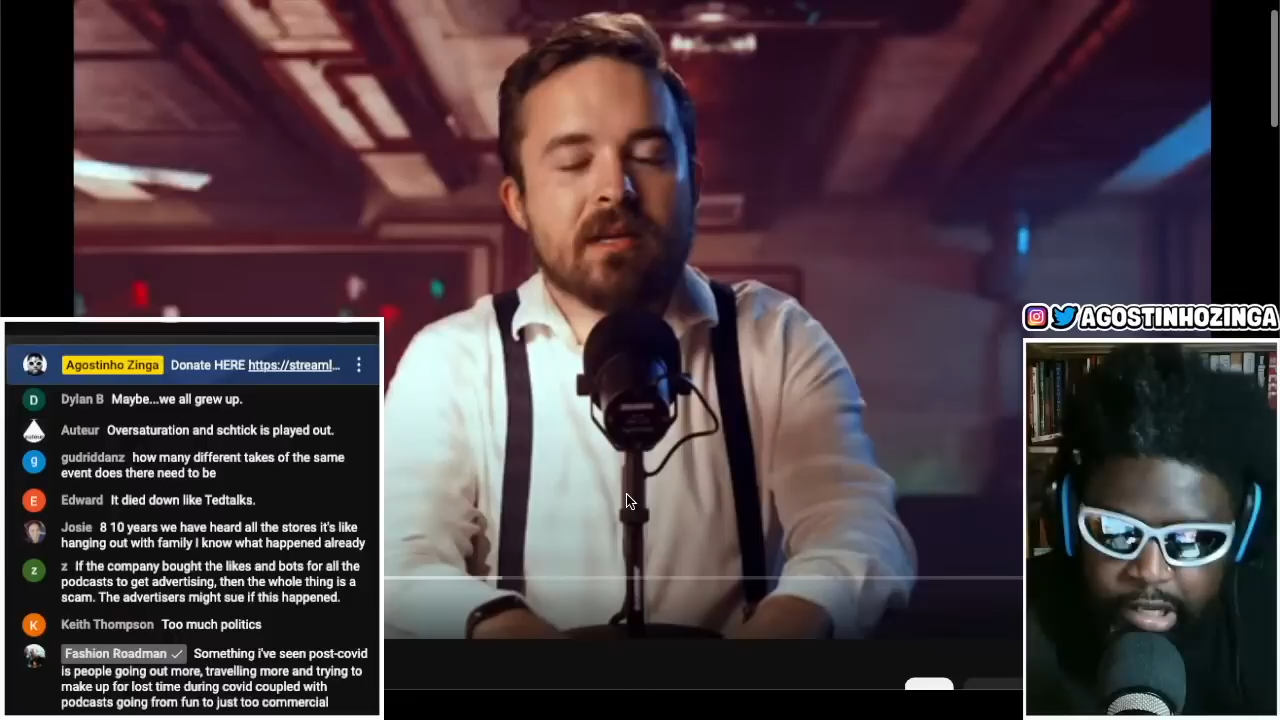 AGOSTINHOZINGA
Agostinho Zinga Donate HERE https://streaml...
D Dylan B Maybe...we all grew up.
Auteur Oversaturation and schtick is played out.
g gudriddanz how many different takes of the same
event does there need to be
E Edward It died down like Tedtalks.
Josie 8 10 years we have heard all the stores it's like
hanging out with family I know what happened already
z z If the company bought the likes and bots for all the
podcasts to get advertising, then the whole thing is a
scam. The advertisers might sue if this happened.
K Keith Thompson Too much politics
Fashion Roadman Something i've seen post-covid
is people going out more, travelling more and trying to
make up for lost time during covid coupled with
podcasts going from fun to just too commercial